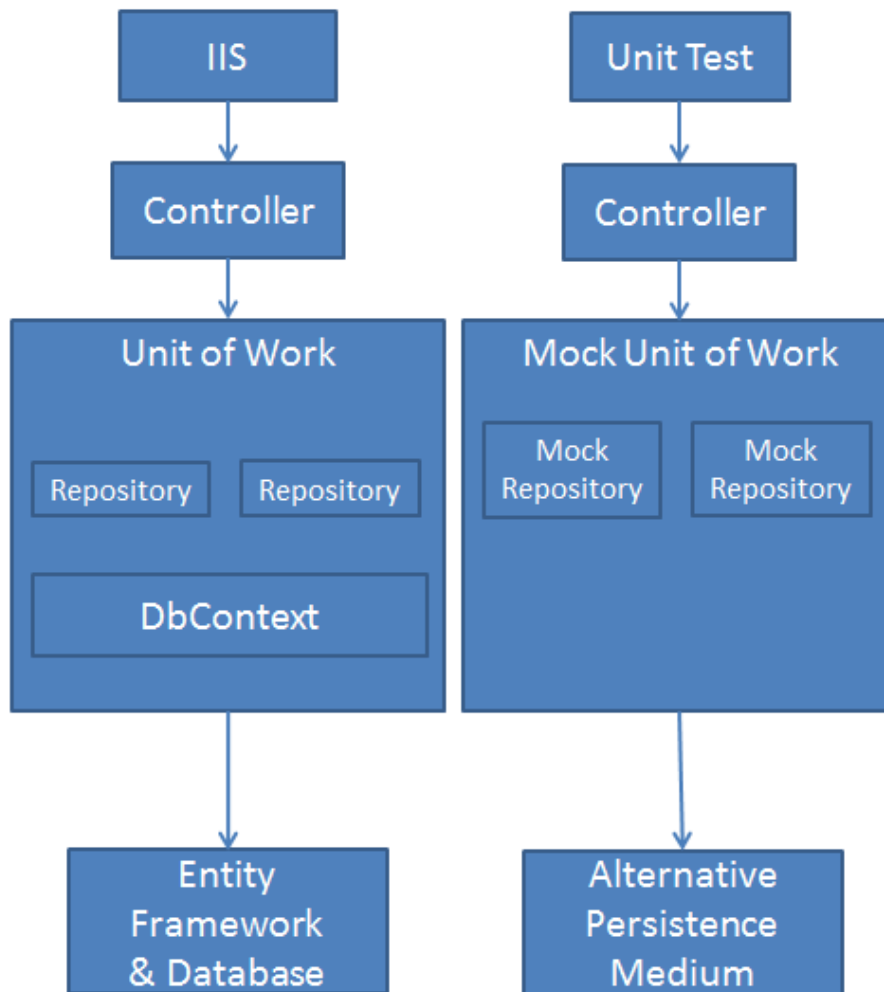 IIS
Controller
Unit of Work
Repository
Repository
DbContext
Entity
Framework
& Database
Unit Test
Controller
Mock Unit of Work
Mock
Repository
Mock
Repository
Alternative
Persistence
Medium